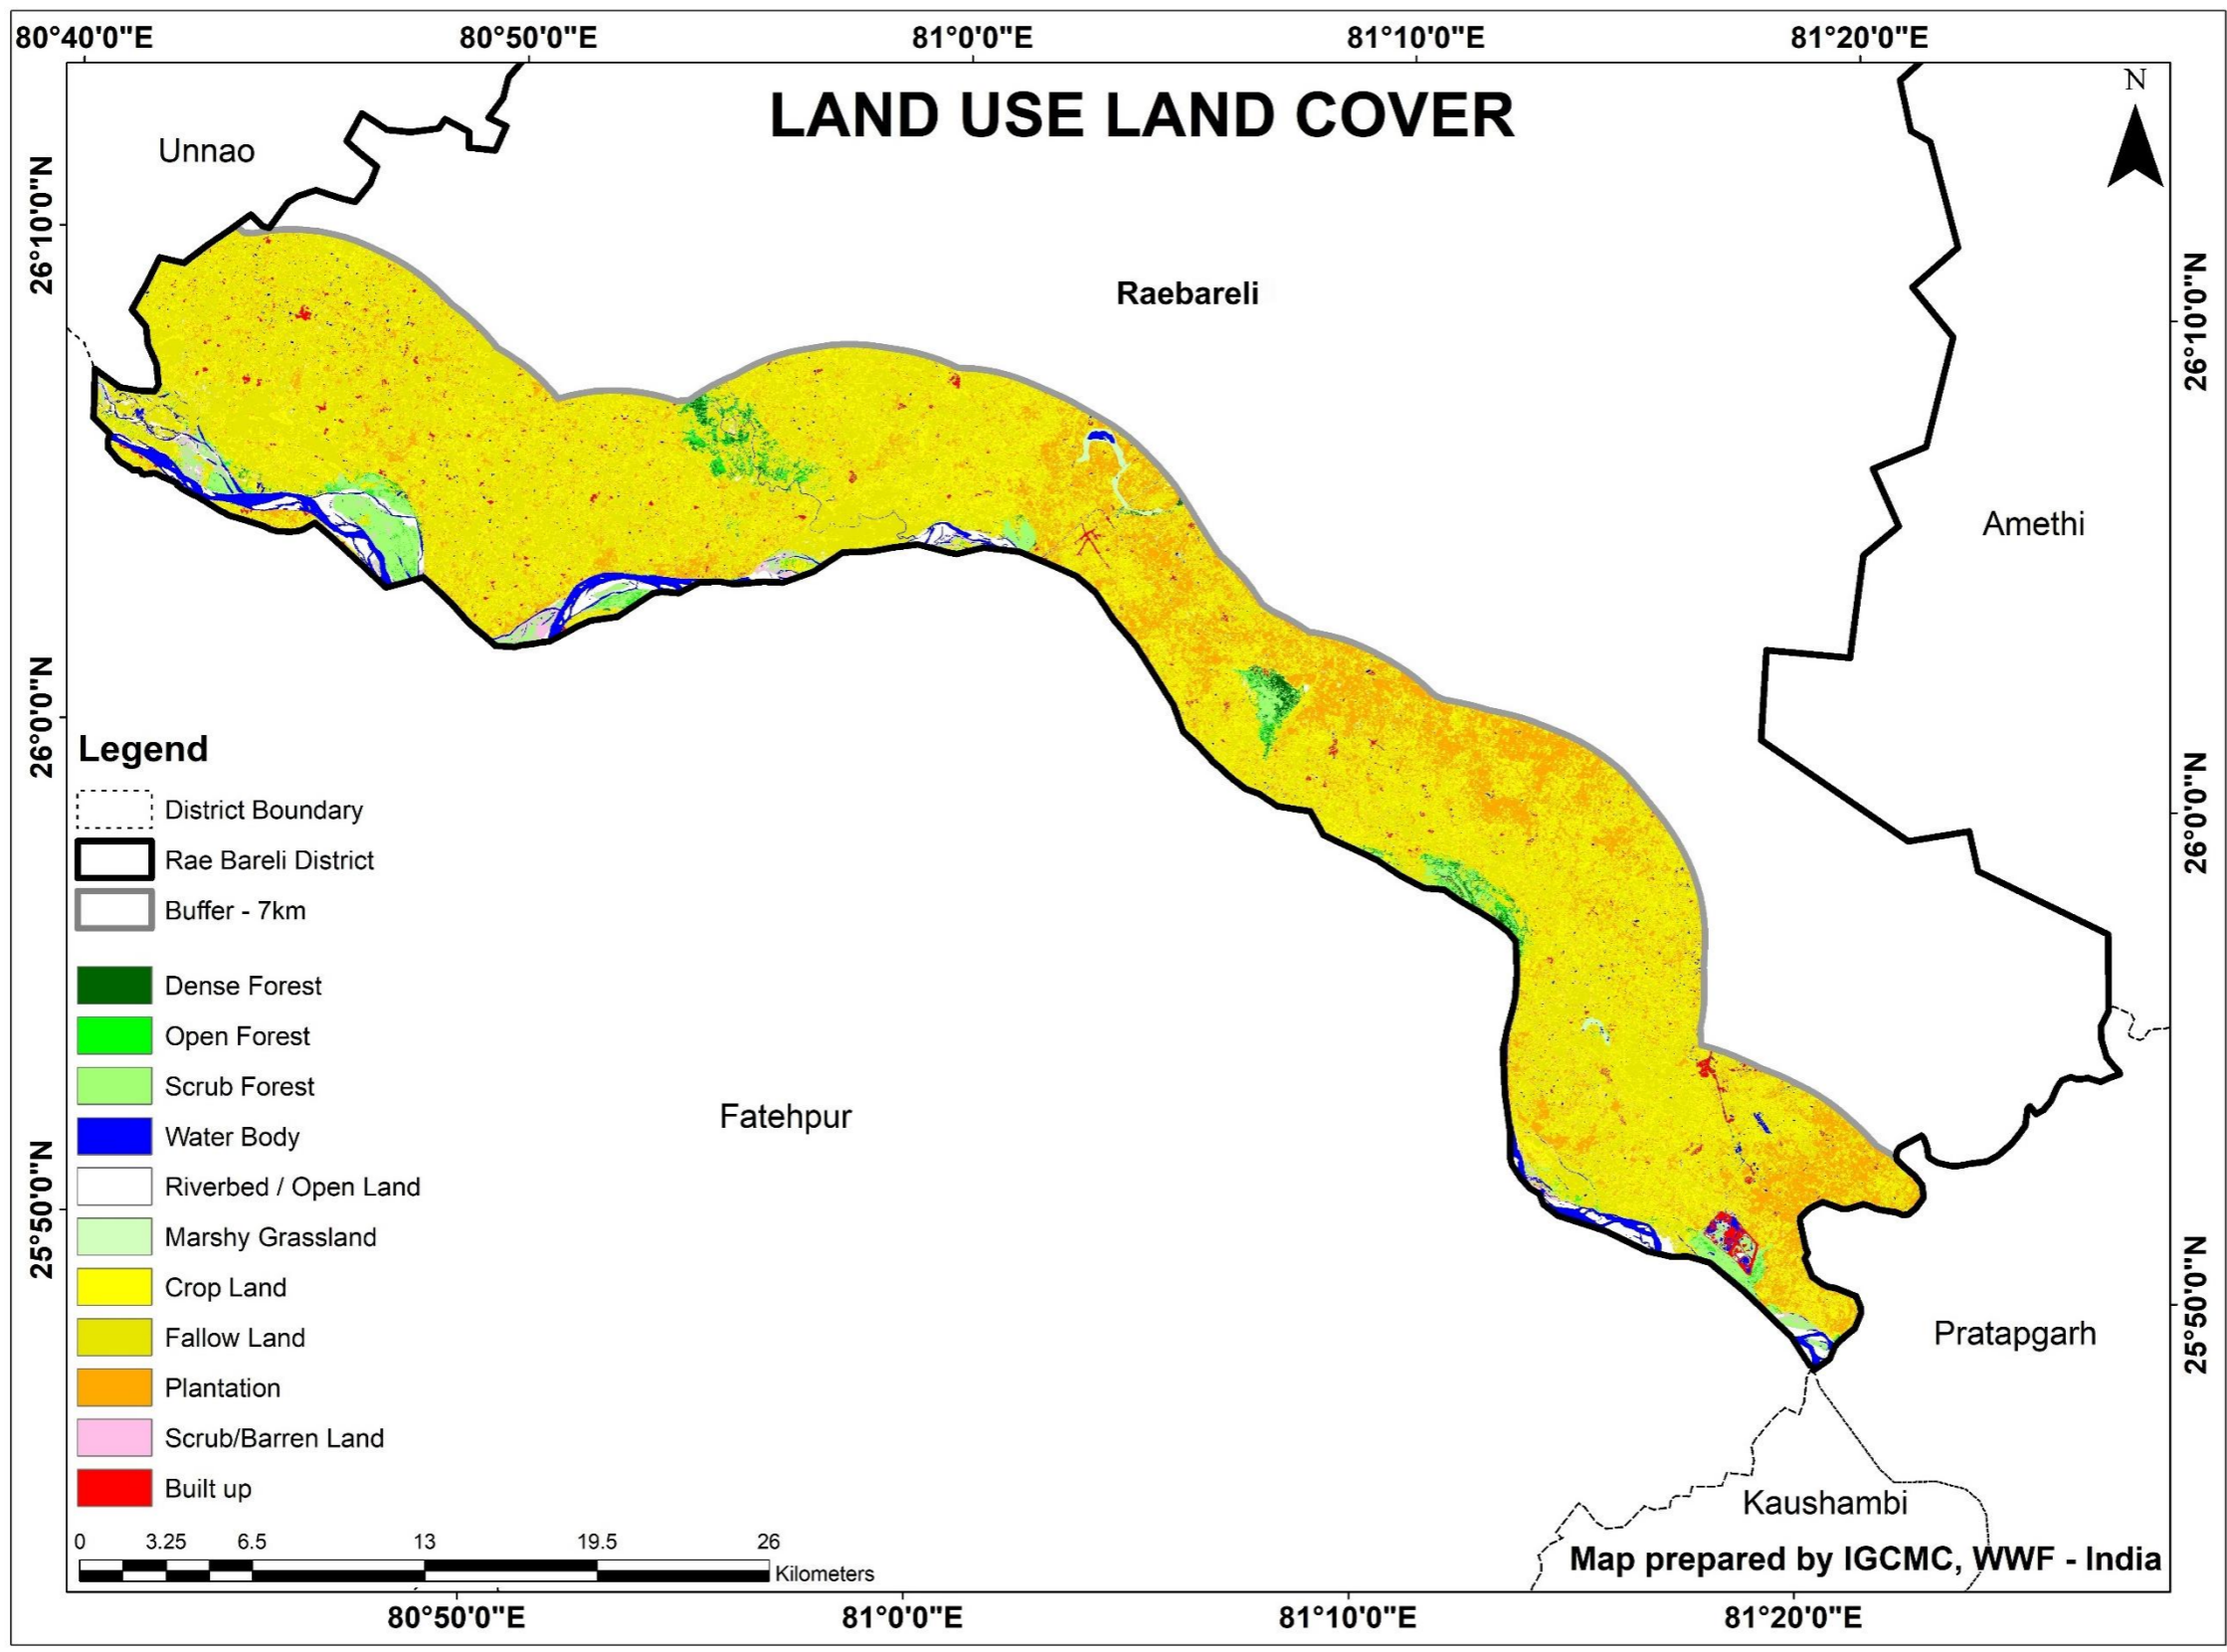 80°40'0"E 80°50'0"E 81°0'0"E 81°10'0"E 81°20'0"E
N
LAND USE LAND COVER
Unnao
26°10'0"N
26°10'0"N
Raebareli
Amethi
26°0'0"N
26°0'0"N
Legend
District Boundary
Rae Bareli District
Buffer - 7km
Dense Forest
Open Forest
Scrub Forest
Water Body
Riverbed / Open Land
Marshy Grassland
Crop Land
Fallow Land
Plantation
Scrub/Barren Land
Built up
Fatehpur
25°50'0"N
25°50'0"N
Pratapgarh
Kaushambi
0 3.25 6.5 13 19.5 26
Kilometers
Map prepared by IGCMC, WWF - India
80°50'0"E 81°0'0"E 81°10'0"E 81°20'0"E